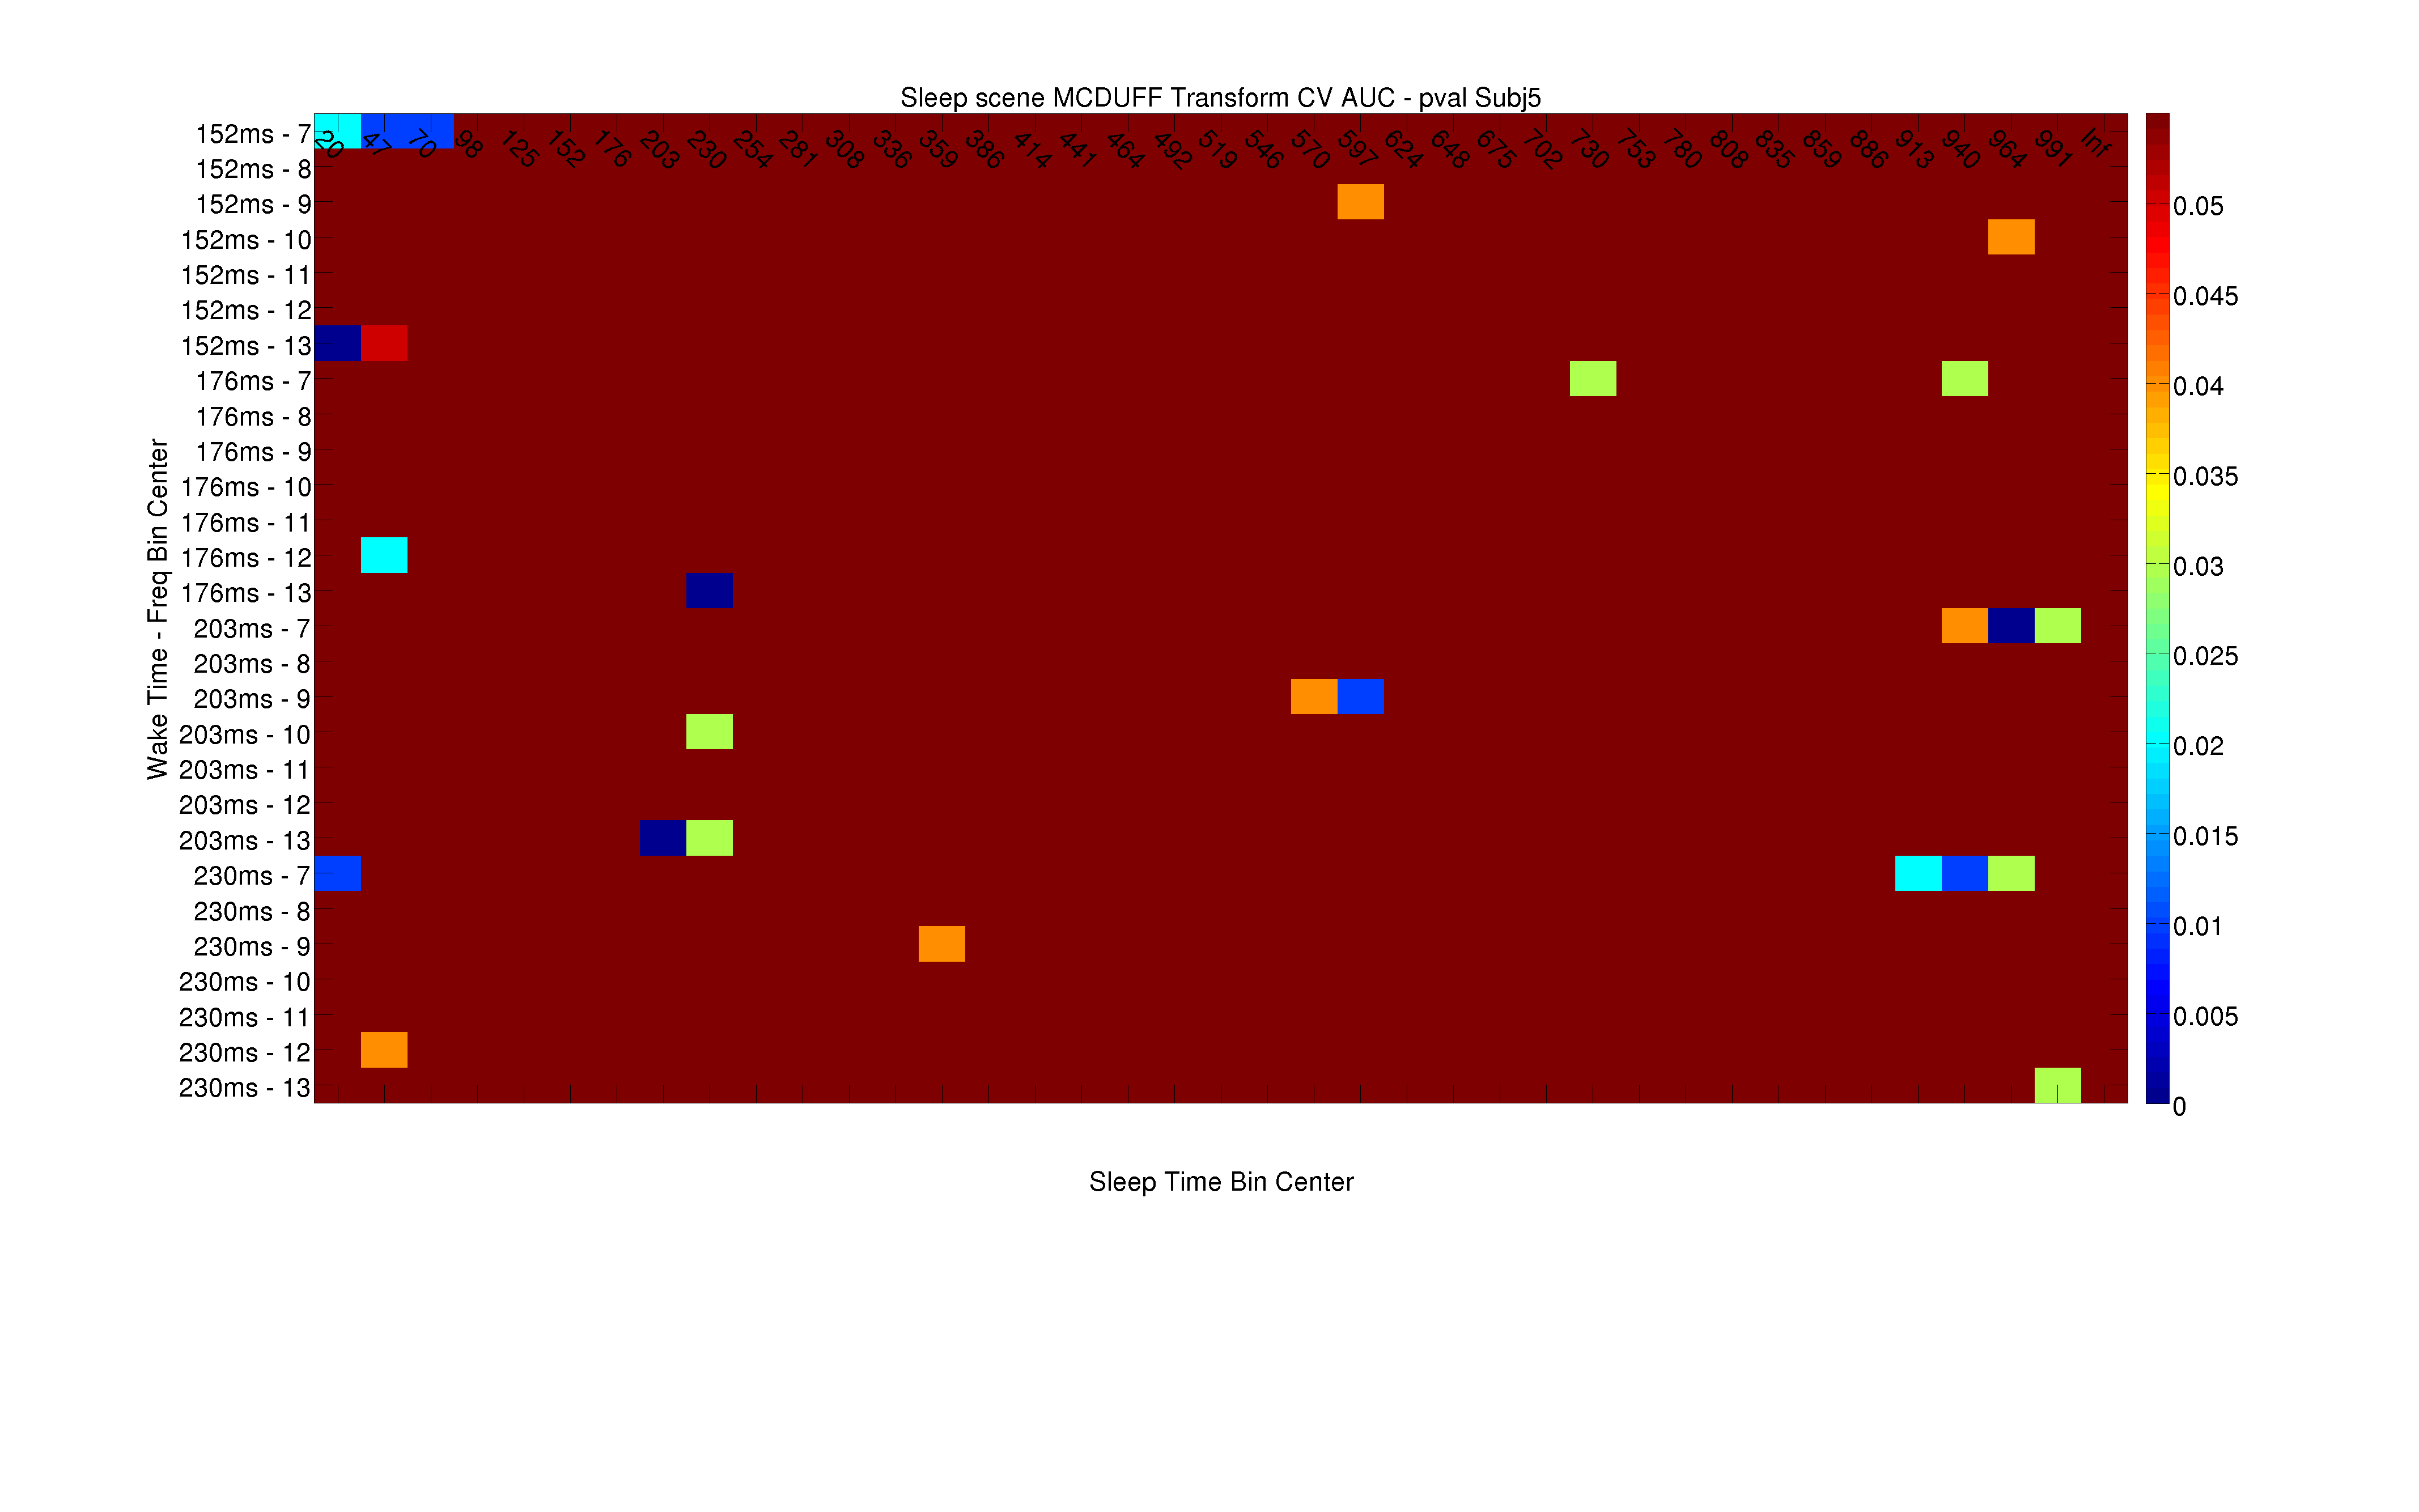 Sleep scene MCDUFF Transform CV AUC - pval Subj5
152ms - 7
152ms - 8
152ms - 9
152ms - 10
152ms - 11
152ms - 12
152ms - 13
176ms - 7
176ms - 8
176ms - 9
176ms - 10
176ms - 11
176ms - 12
176ms - 13
203ms - 7
203ms - 8
203ms - 9
203ms - 10
203ms - 11
203ms - 12
203ms - 13
230ms - 7
230ms - 8
230ms - 9
230ms - 10
230ms - 11
230ms - 12
230ms - 13
Wake Time - Freq Bin Center
20 47 70 98 125 152 176 203 230 254 281 308 336 359 386 414 441 464 492 519 546 570 597 624 648 675 702 730 753 780 808 835 859 886 913 940 964 991 Inf
0.05
0.045
0.04
0.035
0.03
0.025
0.02
0.015
0.01
0.005
0
Sleep Time Bin Center